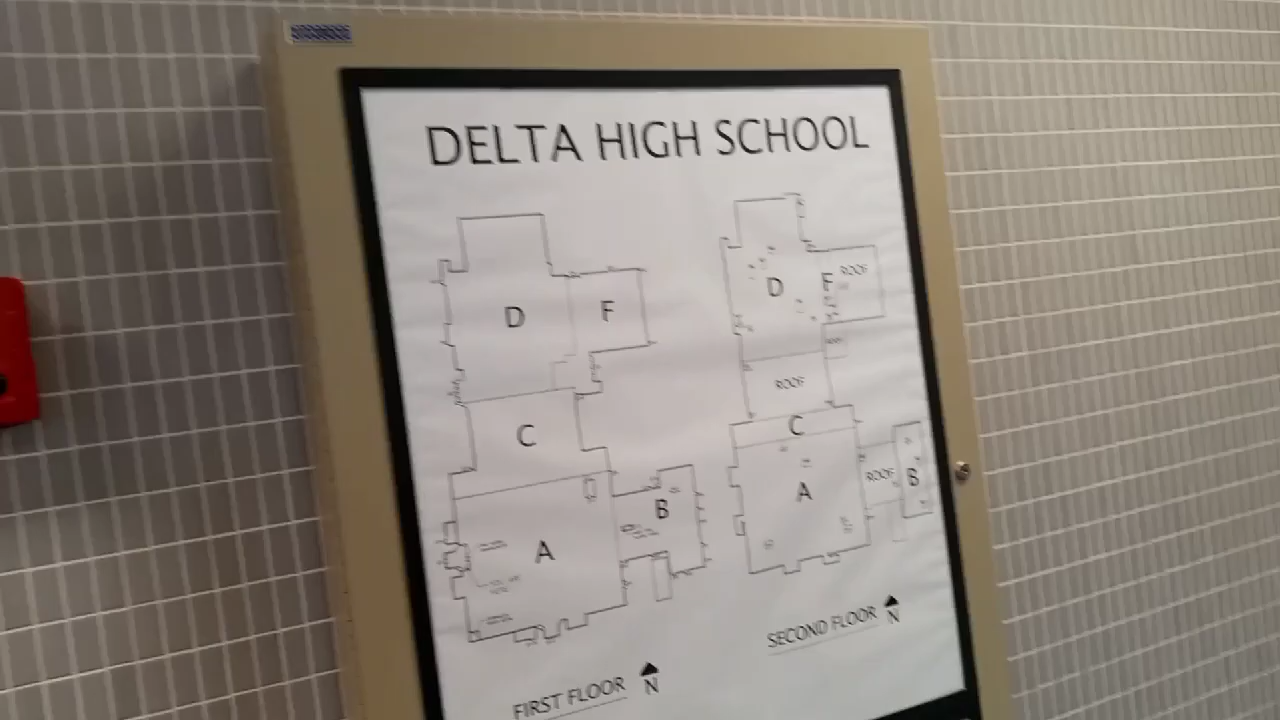 DELTA HIGH SCHOOL
D
F
C
A
B
FIRST FLOOR
N
D
F
ROOF
ROOF
C
A
ROOF
B
SECOND FLOOR
N